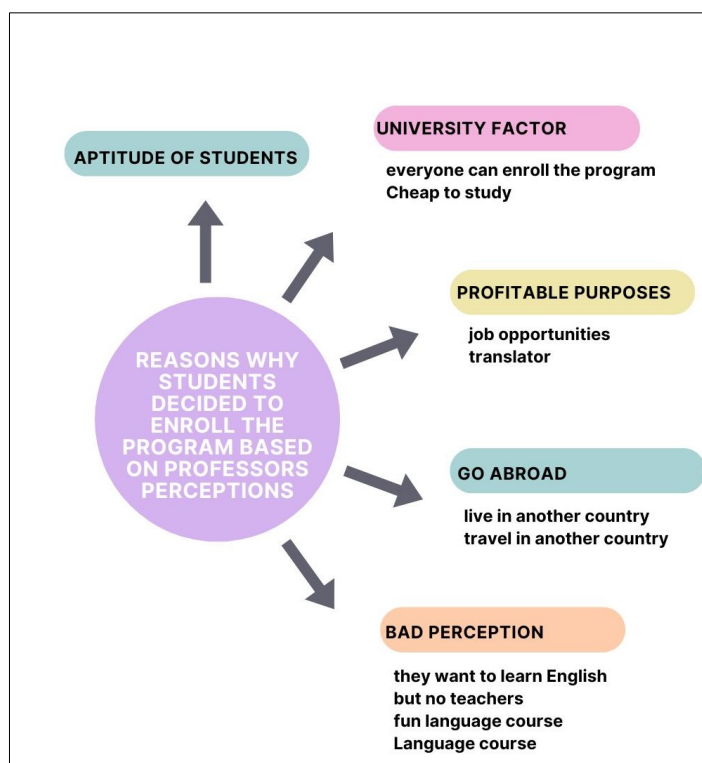 APTITUDE OF STUDENTS
UNIVERSITY FACTOR
everyone can enroll the program
Cheap to study
PROFITABLE PURPOSES
job opportunities
translator
REASONS WHY
STUDENTS
DECIDED TO
ENROLL THE
PROGRAM BASED
ON PROFESSORS
PERCEPTIONS
GO ABROAD
live in another country
travel in another country
BAD PERCEPTION
they want to learn English
but no teachers
fun language course
Language course